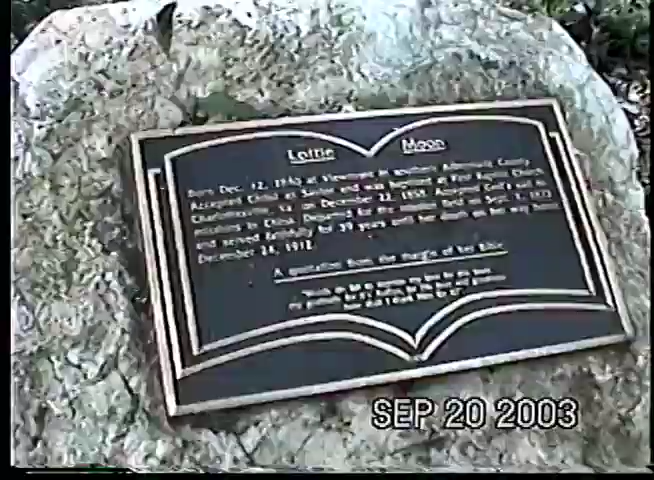 Lottie Moon
Born Dec. 12, 1840 at Viewmont in southern Albemarle County.
Accepted Christ as Savior and was baptized at First Baptist Church
Charlottesville, VA on December 22, 1858. Accepted God's call to
missions in China. Departed for the mission field on Sept. 1, 1873
and served faithfully for 39 years until her death on her way home
December 24, 1912.
A quotation from the margin of her Bible
SEP 20 2003